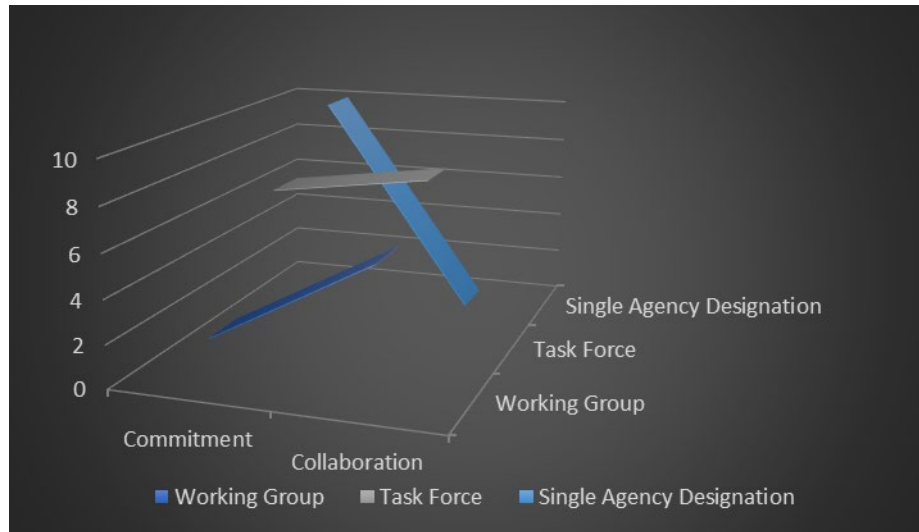 10
8
6
4
2
0
Single Agency Designation
Task Force
Working Group
Commitment
Collaboration
Working Group Task Force Single Agency Designation